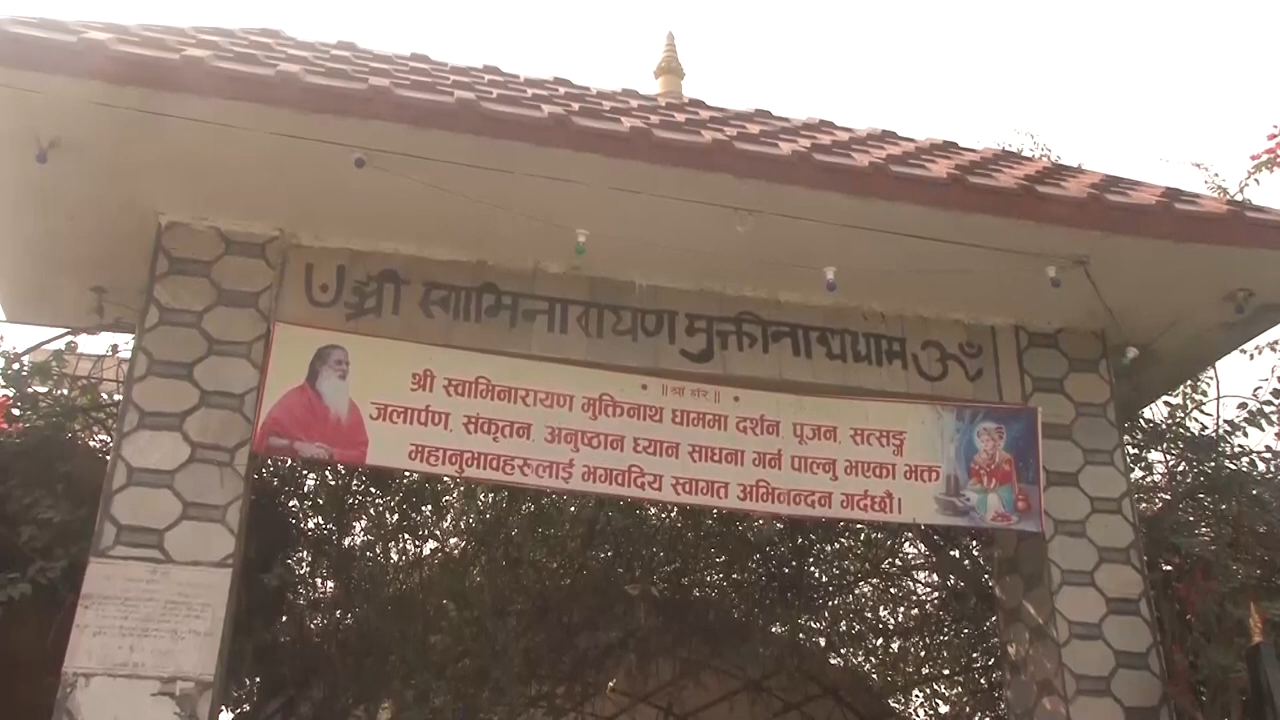 श्री स्वामिनारायण मुक्तीनाथधाम ॐ
॥ श्री हरि ॥
श्री स्वामिनारायण मुक्तिनाथ धाममा दर्शन, पूजन, सत्सङ्ग
जलार्पण, संकृतन, अनुष्ठान ध्यान साधना गर्न पाल्नु भएका भक्त
महानुभावहरूलाई भगवदिय स्वागत अभिनन्दन गर्दछौं।